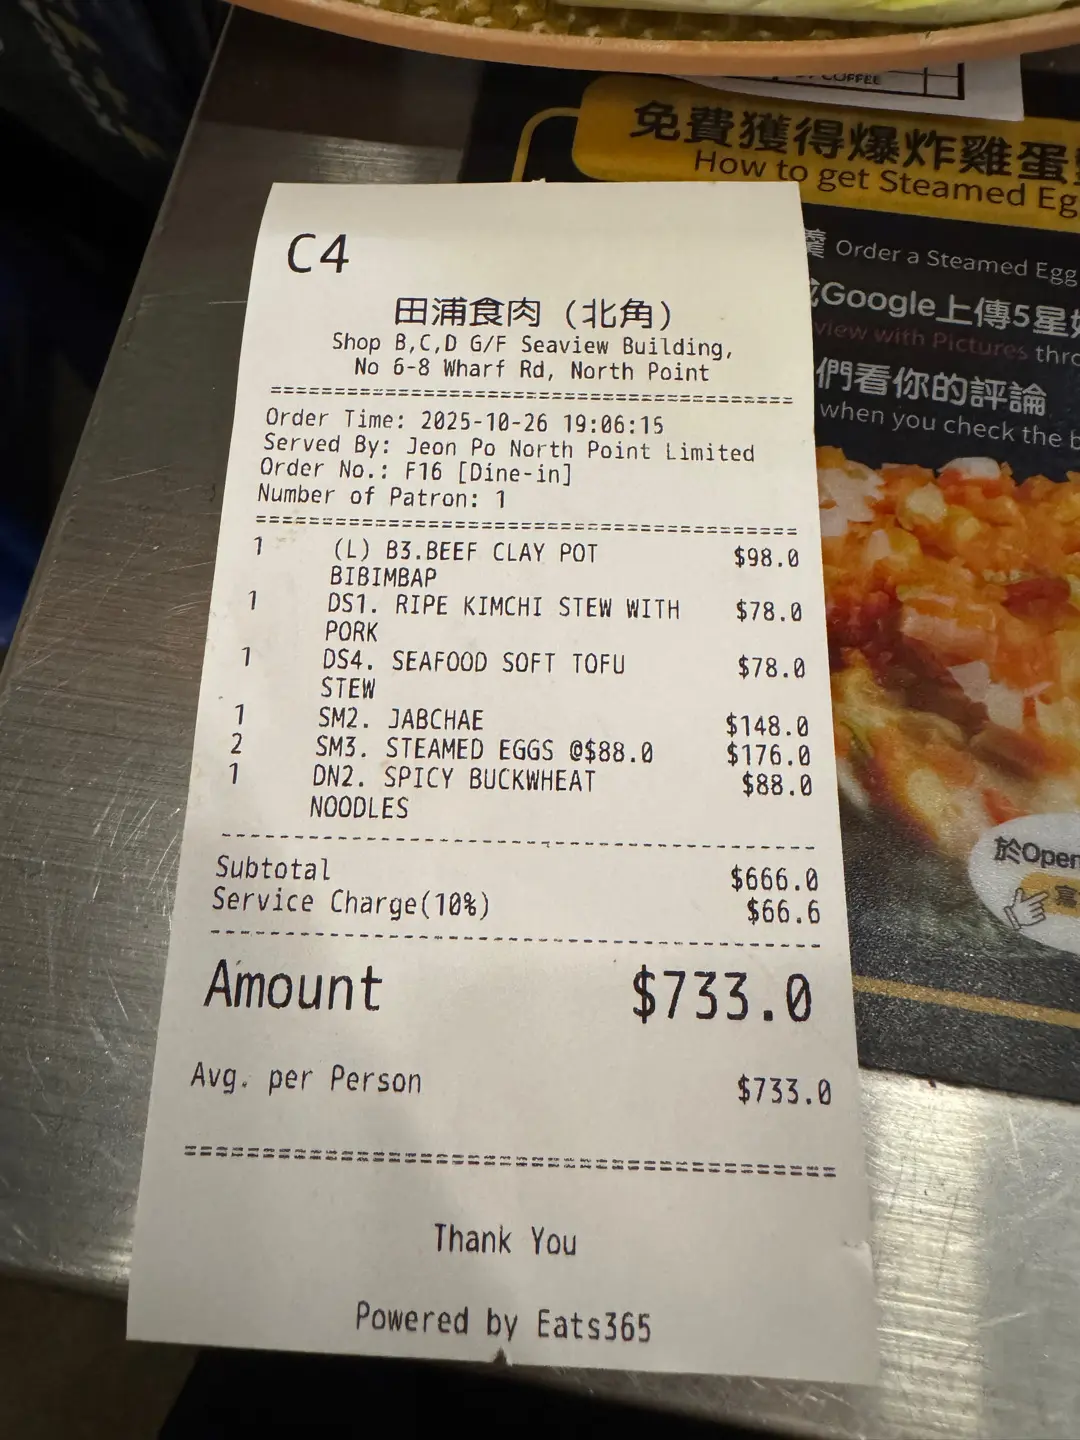 OF COFFEE
免費獲得爆炸雞蛋
How to get Steamed Eg
Order a Steamed Egg
Google上傳5星
view with Pictures thro
們看你的評論
when you check the b
於Open
C4
田浦食肉 (北角)
Shop B,C,D G/F Seaview Building,
No 6-8 Wharf Rd, North Point
========================================
Order Time: 2025-10-26 19:06:15
Served By: Jeon Po North Point Limited
Order No.: F16 [Dine-in]
Number of Patron: 1
========================================
1 (L) B3.BEEF CLAY POT $98.0
BIBIMBAP
1 DS1. RIPE KIMCHI STEW WITH $78.0
PORK
1 DS4. SEAFOOD SOFT TOFU $78.0
STEW
1 SM2. JABCHAE $148.0
2 SM3. STEAMED EGGS @$88.0 $176.0
1 DN2. SPICY BUCKWHEAT $88.0
NOODLES
----------------------------------------
Subtotal $666.0
Service Charge(10%) $66.6
----------------------------------------
Amount $733.0
Avg. per Person $733.0
========================================
Thank You
Powered by Eats365